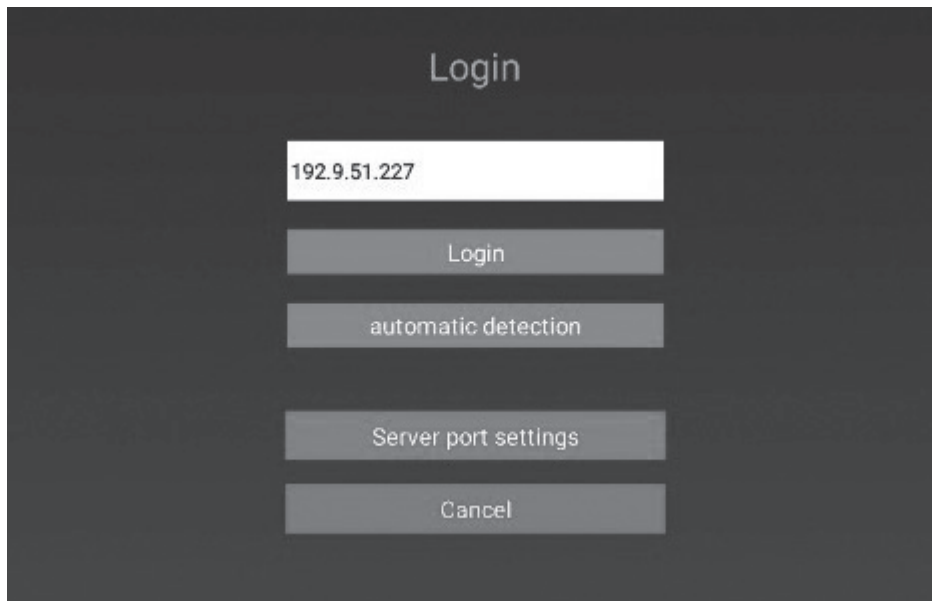 Login
192.9.51.227
Login
automatic detection
Server port settings
Cancel